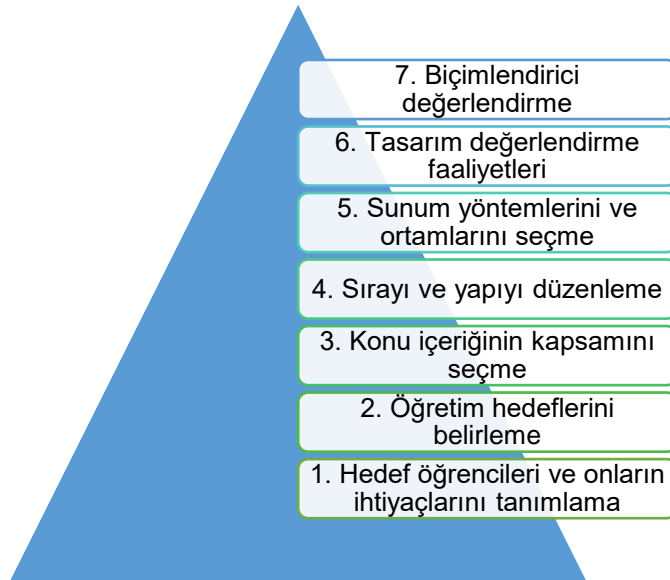 7. Biçimlendirici
değerlendirme
6. Tasarım değerlendirme
faaliyetleri
5. Sunum yöntemlerini ve
ortamlarını seçme
4. Sırayı ve yapıyı düzenleme
3. Konu içeriğinin kapsamını
seçme
2. Öğretim hedeflerini
belirleme
1. Hedef öğrencileri ve onların
ihtiyaçlarını tanımlama